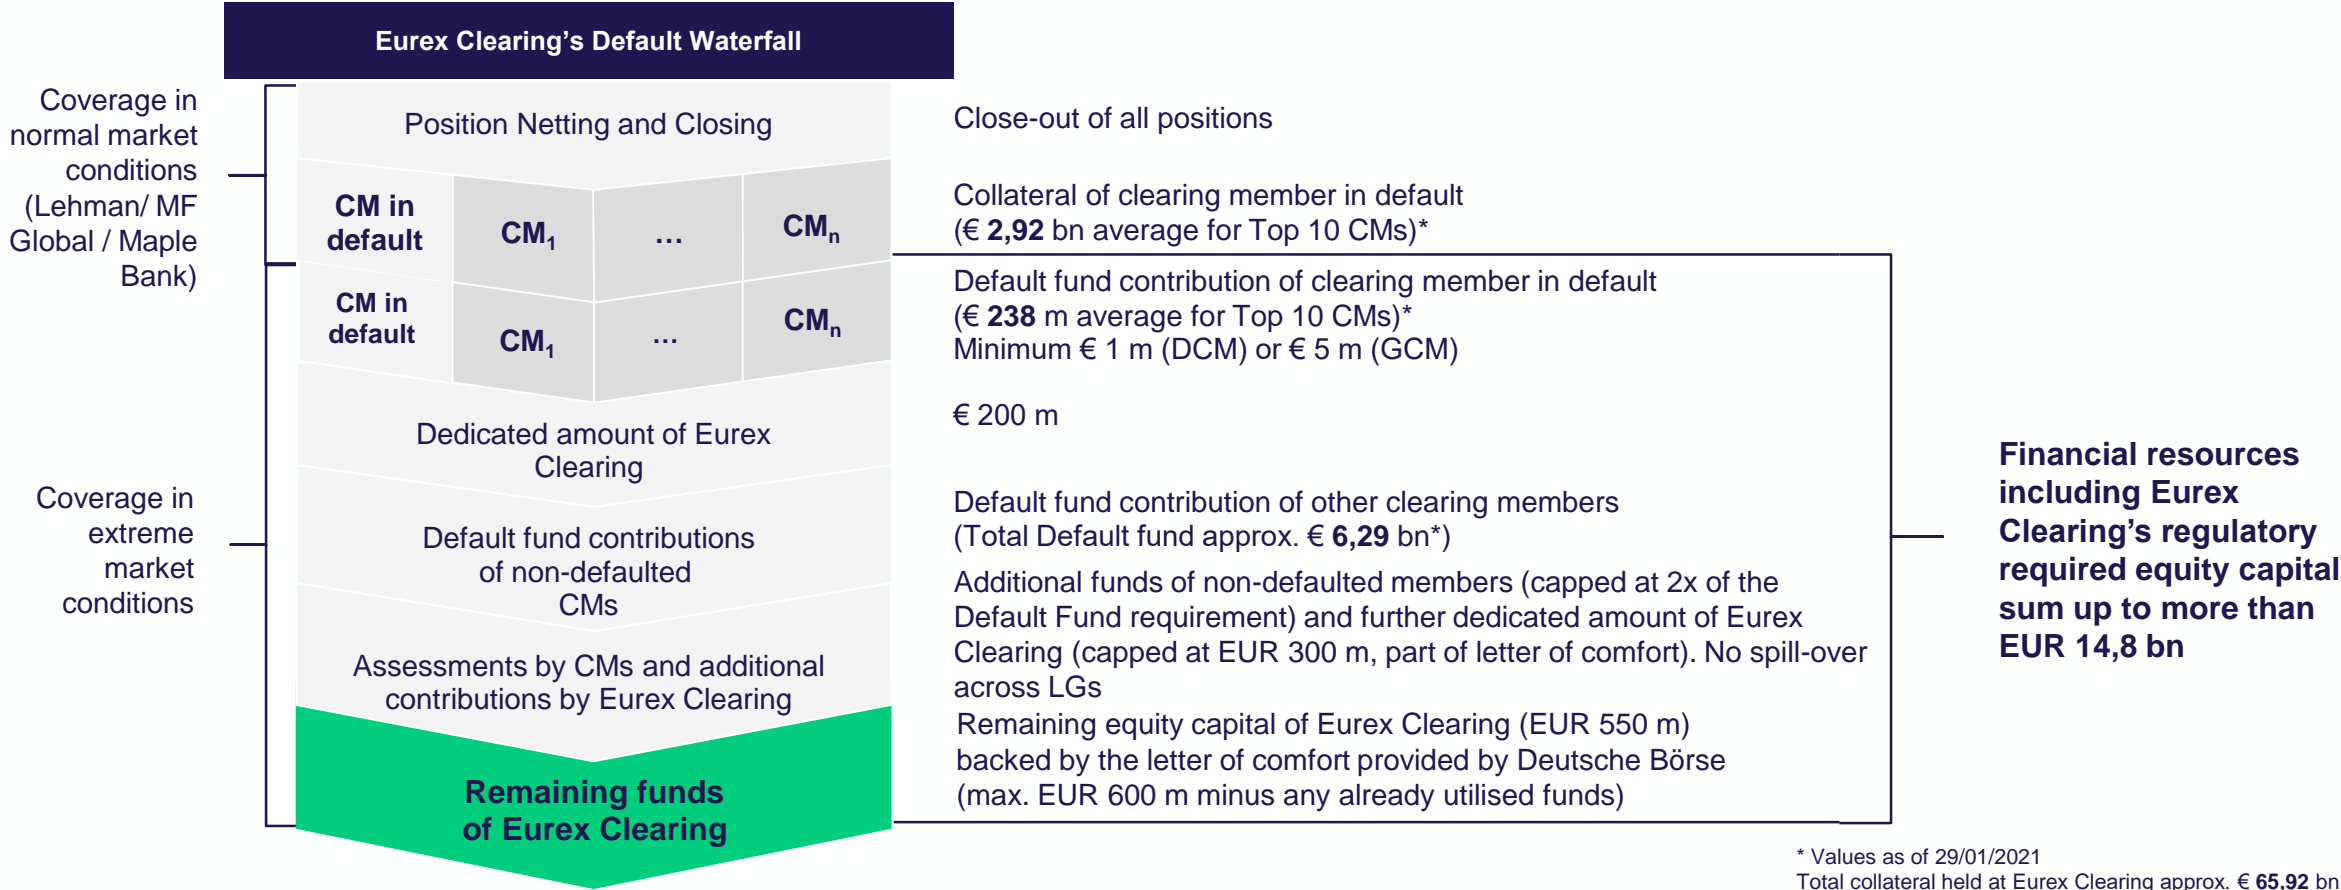 Eurex Clearing’s Default Waterfall
Coverage in
normal market
conditions
(Lehman/ MF
Global / Maple
Bank)
Position Netting and Closing
Close-out of all positions
CM in
default
CM1
...
CMn
Collateral of clearing member in default
(€ 2,92 bn average for Top 10 CMs)*
CM in
default
CM1
...
CMn
Default fund contribution of clearing member in default
(€ 238 m average for Top 10 CMs)*
Minimum € 1 m (DCM) or € 5 m (GCM)
Coverage in
extreme
market
conditions
Dedicated amount of Eurex
Clearing
€ 200 m
Default fund contributions
of non-defaulted
CMs
Default fund contribution of other clearing members
(Total Default fund approx. € 6,29 bn*)
Assessments by CMs and additional
contributions by Eurex Clearing
Additional funds of non-defaulted members (capped at 2x of the
Default Fund requirement) and further dedicated amount of Eurex
Clearing (capped at EUR 300 m, part of letter of comfort). No spill-over
across LGs
Remaining funds
of Eurex Clearing
Remaining equity capital of Eurex Clearing (EUR 550 m)
backed by the letter of comfort provided by Deutsche Börse
(max. EUR 600 m minus any already utilised funds)
Financial resources
including Eurex
Clearing’s regulatory
required equity capital
sum up to more than
EUR 14,8 bn
* Values as of 29/01/2021
Total collateral held at Eurex Clearing approx. € 65,92 bn